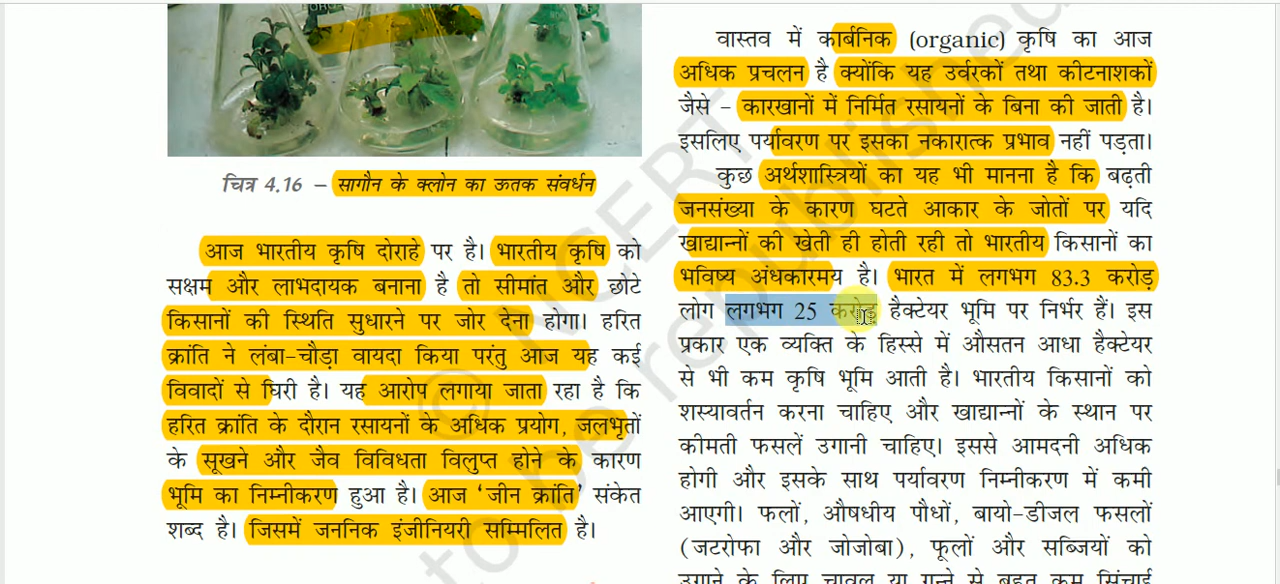 चित्र 4.16 – सागौन के क्लोन का ऊतक संवर्धन
आज भारतीय कृषि दोराहे पर है। भारतीय कृषि को
सक्षम और लाभदायक बनाना है तो सीमांत और छोटे
किसानों की स्थिति सुधारने पर जोर देना होगा। हरित
क्रांति ने लंबा-चौड़ा वायदा किया परंतु आज यह कई
विवादों से घिरी है। यह आरोप लगाया जाता रहा है कि
हरित क्रांति के दौरान रसायनों के अधिक प्रयोग, जलभृतों
के सूखने और जैव विविधता विलुप्त होने के कारण
भूमि का निम्नीकरण हुआ है। आज ‘जीन क्रांति’ संकेत
शब्द है। जिसमें जननिक इंजीनियरी सम्मिलित है।
वास्तव में कार्बनिक (organic) कृषि का आज
अधिक प्रचलन है क्योंकि यह उर्वरकों तथा कीटनाशकों
जैसे – कारखानों में निर्मित रसायनों के बिना की जाती है।
इसलिए पर्यावरण पर इसका नकारात्क प्रभाव नहीं पड़ता।
कुछ अर्थशास्त्रियों का यह भी मानना है कि बढ़ती
जनसंख्या के कारण घटते आकार के जोतों पर यदि
खाद्यान्नों की खेती ही होती रही तो भारतीय किसानों का
भविष्य अंधकारमय है। भारत में लगभग 83.3 करोड़
लोग लगभग 25 करोड़ हैक्टेयर भूमि पर निर्भर हैं। इस
प्रकार एक व्यक्ति के हिस्से में औसतन आधा हैक्टेयर
से भी कम कृषि भूमि आती है। भारतीय किसानों को
शस्यावर्तन करना चाहिए और खाद्यान्नों के स्थान पर
कीमती फसलें उगानी चाहिए। इससे आमदनी अधिक
होगी और इसके साथ पर्यावरण निम्नीकरण में कमी
आएगी। फलों, औषधीय पौधों, बायो-डीजल फसलों
(जटरोफा और जोजोबा), फूलों और सब्जियों को
उगाने के लिए चावल या गन्ने से बहुत कम सिंचाई
© NCERT
to be republished